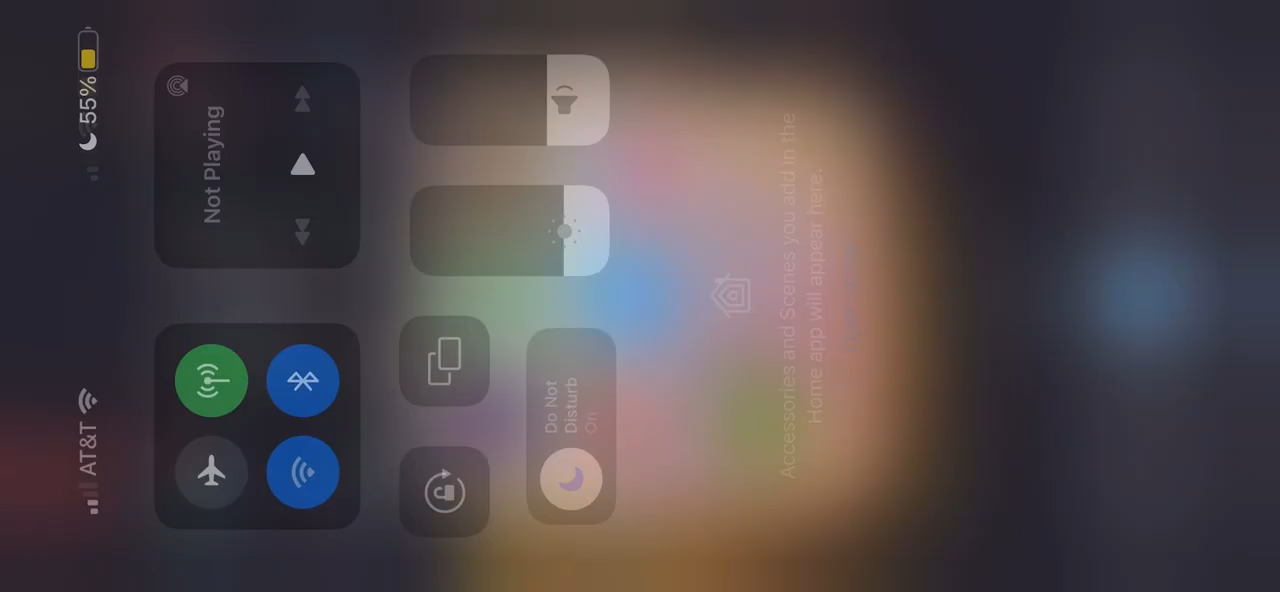 AT&T
55%
Not Playing
Do Not
Disturb
On
Accessories and Scenes you add in the
Home app will appear here.